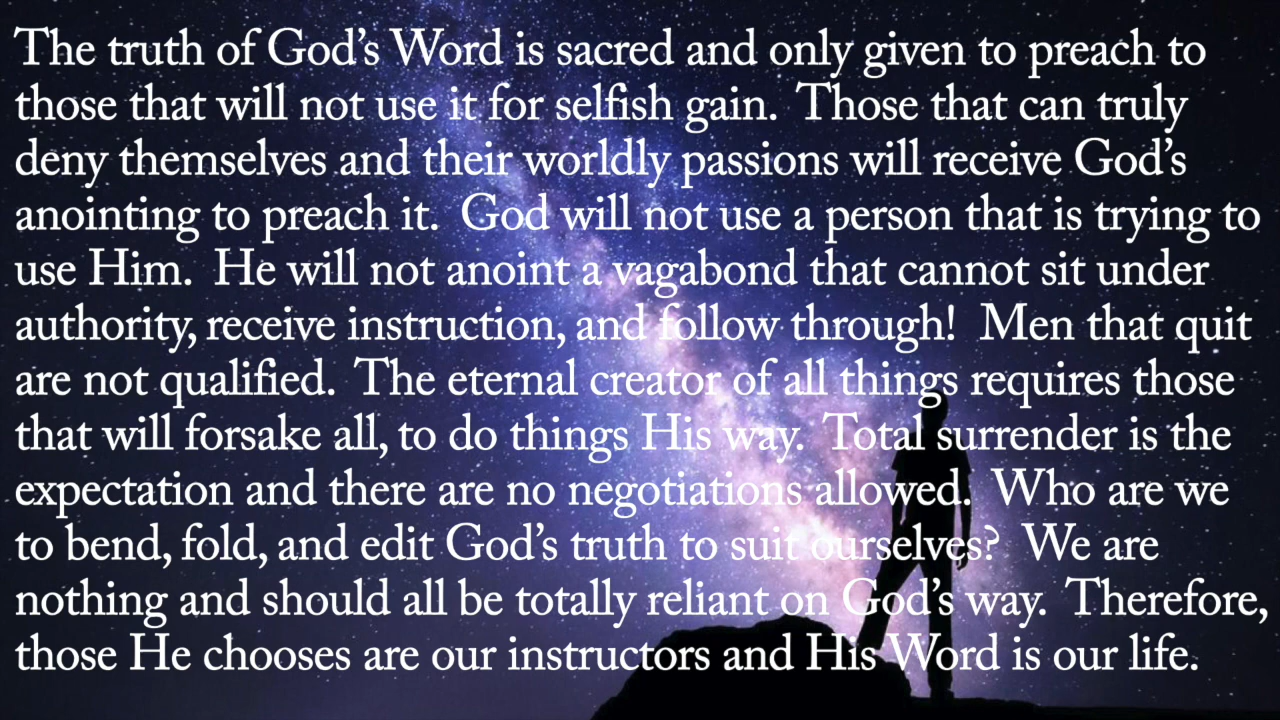 The truth of God’s Word is sacred and only given to preach to
those that will not use it for selfish gain.  Those that can truly
deny themselves and their worldly passions will receive God’s
anointing to preach it.  God will not use a person that is trying to
use Him.  He will not anoint a vagabond that cannot sit under
authority, receive instruction, and follow through!  Men that quit
are not qualified.  The eternal creator of all things requires those
that will forsake all, to do things His way.  Total surrender is the
expectation and there are no negotiations allowed.  Who are we
to bend, fold, and edit God’s truth to suit ourselves?  We are
nothing and should all be totally reliant on God’s way.  Therefore,
those He chooses are our instructors and His Word is our life.